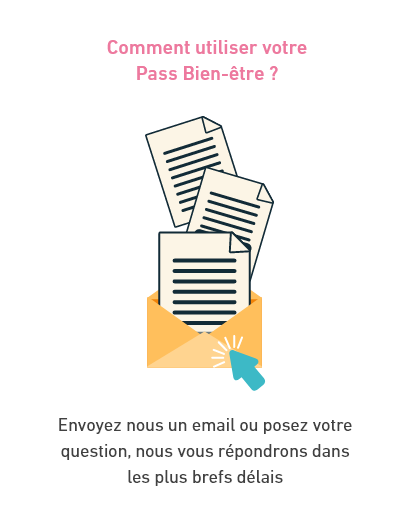 Comment utiliser votre
Pass Bien-être ?
Envoyez nous un email ou posez votre
question, nous vous répondrons dans
les plus brefs délais